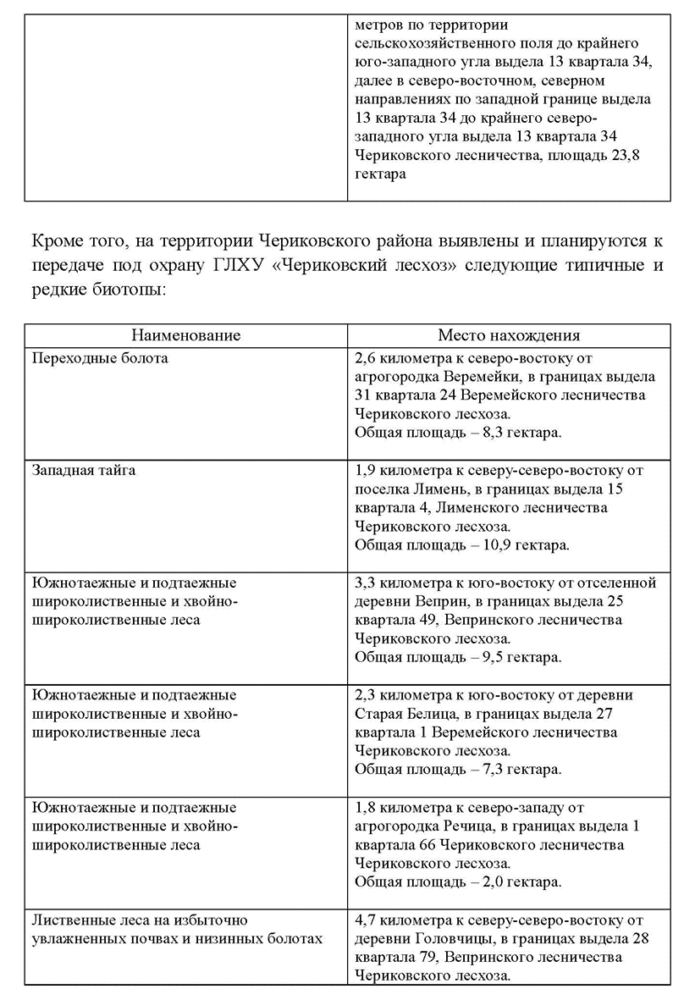 метров по территории
сельскохозяйственного поля до крайнего
юго-западного угла выдела 13 квартала 34,
далее в северо-восточном, северном
направлениях по западной границе выдела
13 квартала 34 до крайнего северо-
западного угла выдела 13 квартала 34
Чериковского лесничества, площадь 23,8
гектара
Кроме того, на территории Чериковского района выявлены и планируются к
передаче под охрану ГЛХУ «Чериковский лесхоз» следующие типичные и
редкие биотопы:
Наименование
Место нахождения
Переходные болота
2,6 километра к северо-востоку от
агрогородка Веремейки, в границах выдела
31 квартала 24 Веремейского лесничества
Чериковского лесхоза.
Общая площадь – 8,3 гектара.
Западная тайга
1,9 километра к северу-северо-востоку от
поселка Лимень, в границах выдела 15
квартала 4, Лименского лесничества
Чериковского лесхоза.
Общая площадь – 10,9 гектара.
Южнотаежные и подтаежные
широколиственные и хвойно-
широколиственные леса
3,3 километра к юго-востоку от отселенной
деревни Веприн, в границах выдела 25
квартала 49, Вепринского лесничества
Чериковского лесхоза.
Общая площадь – 9,5 гектара.
Южнотаежные и подтаежные
широколиственные и хвойно-
широколиственные леса
2,3 километра к юго-востоку от деревни
Старая Белица, в границах выдела 27
квартала 1 Веремейского лесничества
Чериковского лесхоза.
Общая площадь – 7,3 гектара.
Южнотаежные и подтаежные
широколиственные и хвойно-
широколиственные леса
1,8 километра к северо-западу от
агрогородка Речица, в границах выдела 1
квартала 66 Чериковского лесничества
Чериковского лесхоза.
Общая площадь – 2,0 гектара.
Лиственные леса на избыточно
увлажненных почвах и низинных болотах
4,7 километра к северу-северо-востоку от
деревни Головчицы, в границах выдела 28
квартала 79, Вепринского лесничества
Чериковского лесхоза.